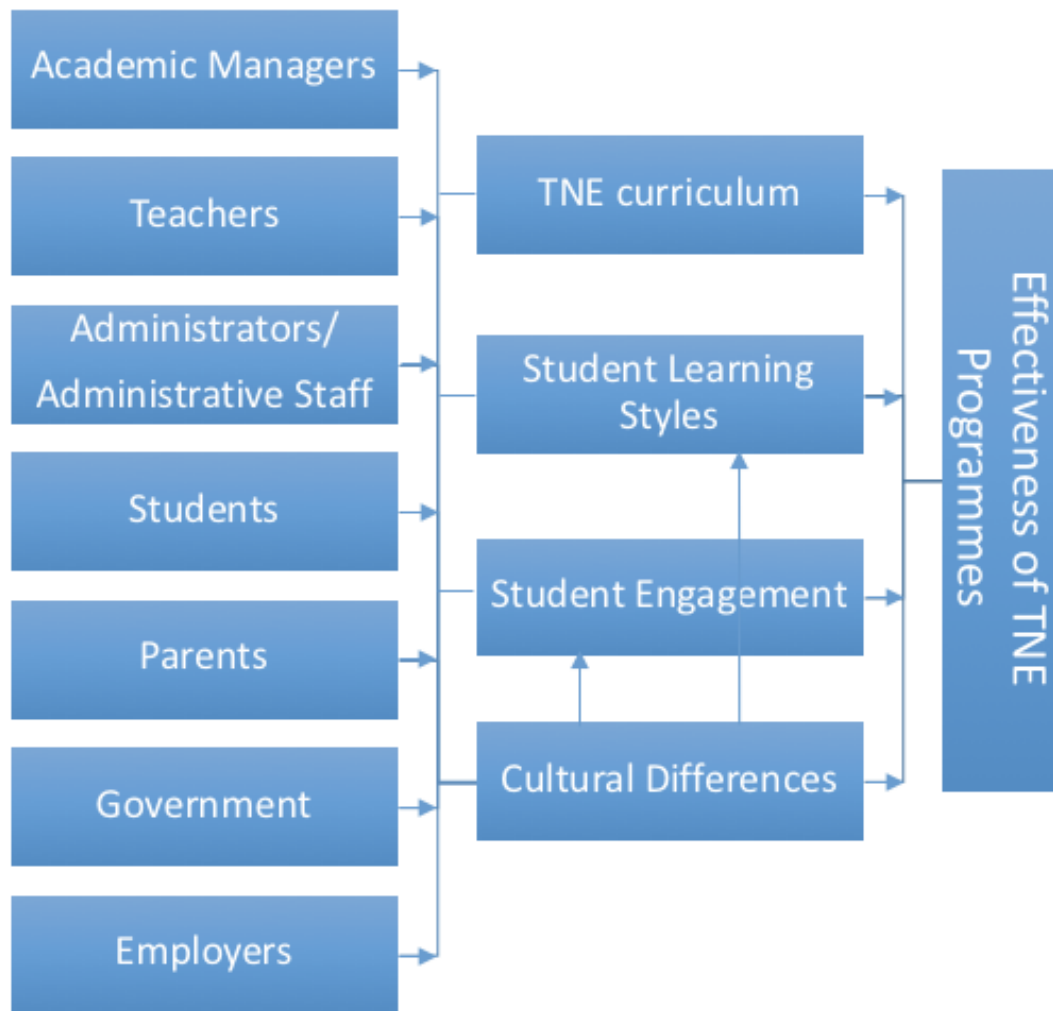 Academic Managers
Teachers
Administrators/
Administrative Staff
Students
Parents
Government
Employers
TNE curriculum
Student Learning
Styles
Student Engagement
Cultural Differences
Effectiveness of TNE
Programmes